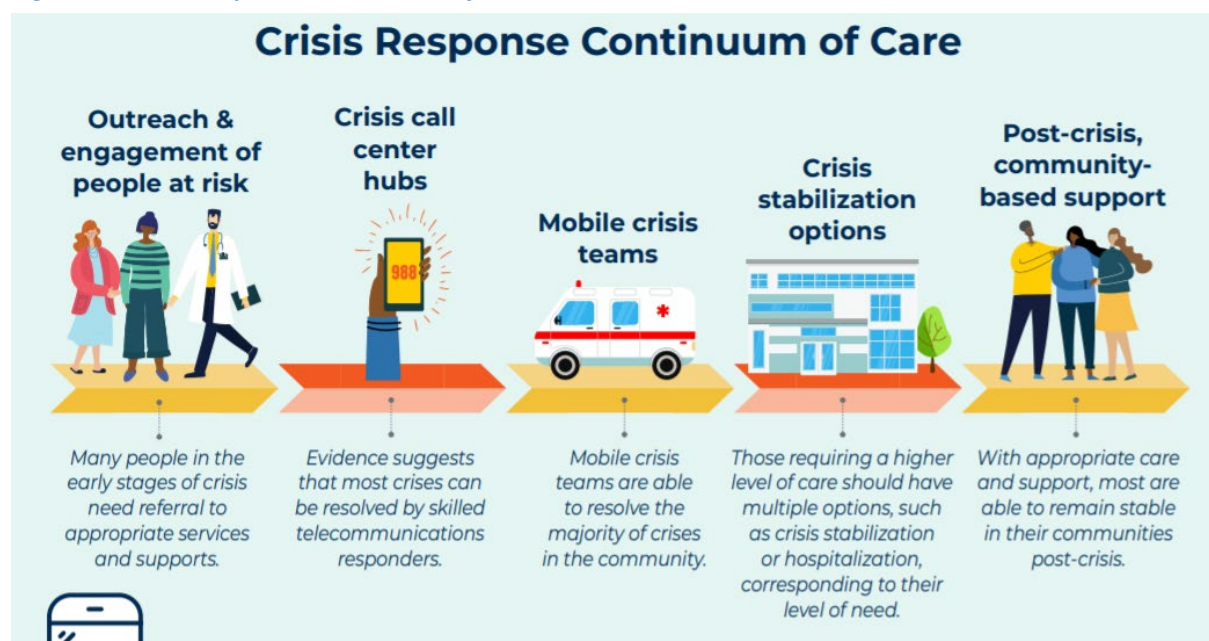 Crisis Response Continuum of Care
Outreach &
engagement of
people at risk
Many people in the
early stages of crisis
need referral to
appropriate services
and supports.
Crisis call
center
hubs
988
Evidence suggests
that most crises can
be resolved by skilled
telecommunications
responders.
Mobile crisis
teams
Mobile crisis
teams are able
to resolve the
majority of crises
in the community.
Crisis
stabilization
options
Those requiring a higher
level of care should have
multiple options, such
as crisis stabilization
or hospitalization,
corresponding to their
level of need.
Post-crisis,
community-
based support
With appropriate care
and support, most are
able to remain stable
in their communities
post-crisis.